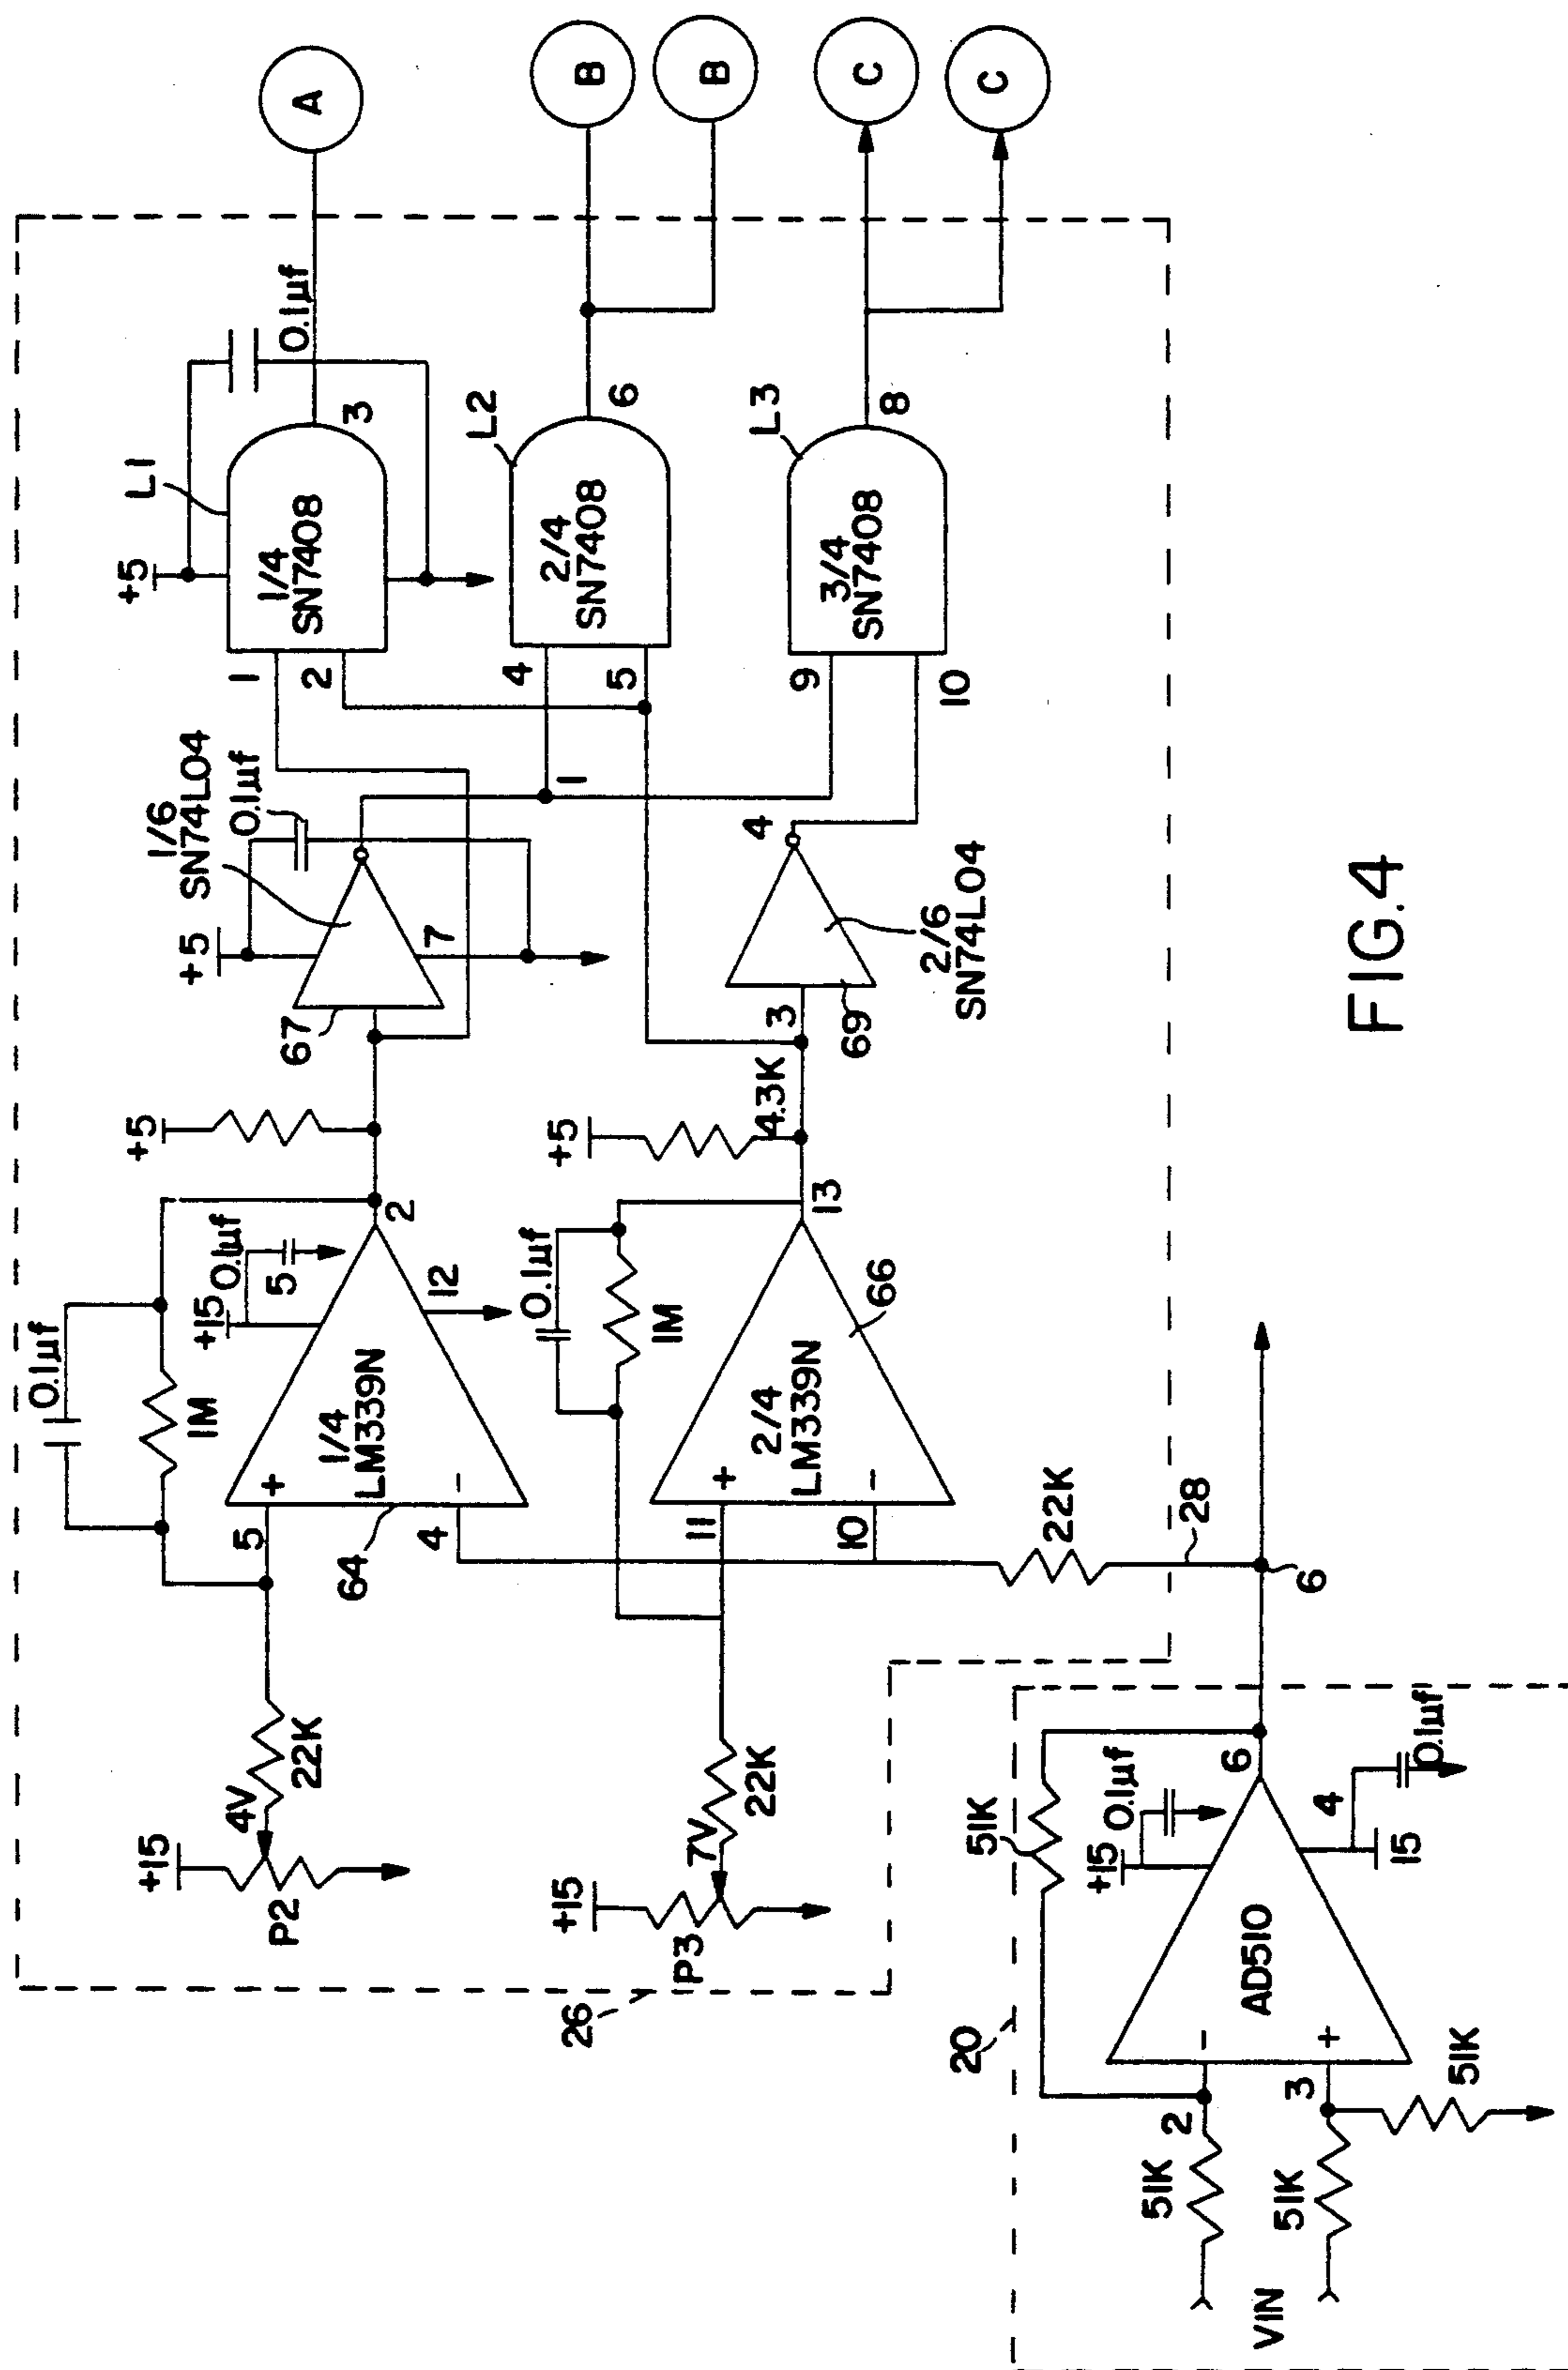 A
B
B
C
C
0.1µf
L1
+5
1/4
SN7408
3
1
2
L2
2/4
SN7408
6
4
5
L3
3/4
SN7408
8
9
10
1/6
SN74L04
0.1µf
+5
7
67
1
4
3
69
2/6
SN74L04
+5
+5
4.3K
0.1µf
1M
+15
0.1µf
5
2
12
1/4
LM339N
+
-
5
4
64
0.1µf
1M
13
66
2/4
LM339N
+
-
11
10
22K
28
6
+15
4V
22K
P2
+15
7V
22K
P3
26
20
51K
+15
0.1µf
6
4
0.1µf
15
AD510
-
+
2
3
51K
51K
51K
VIN
FIG.4